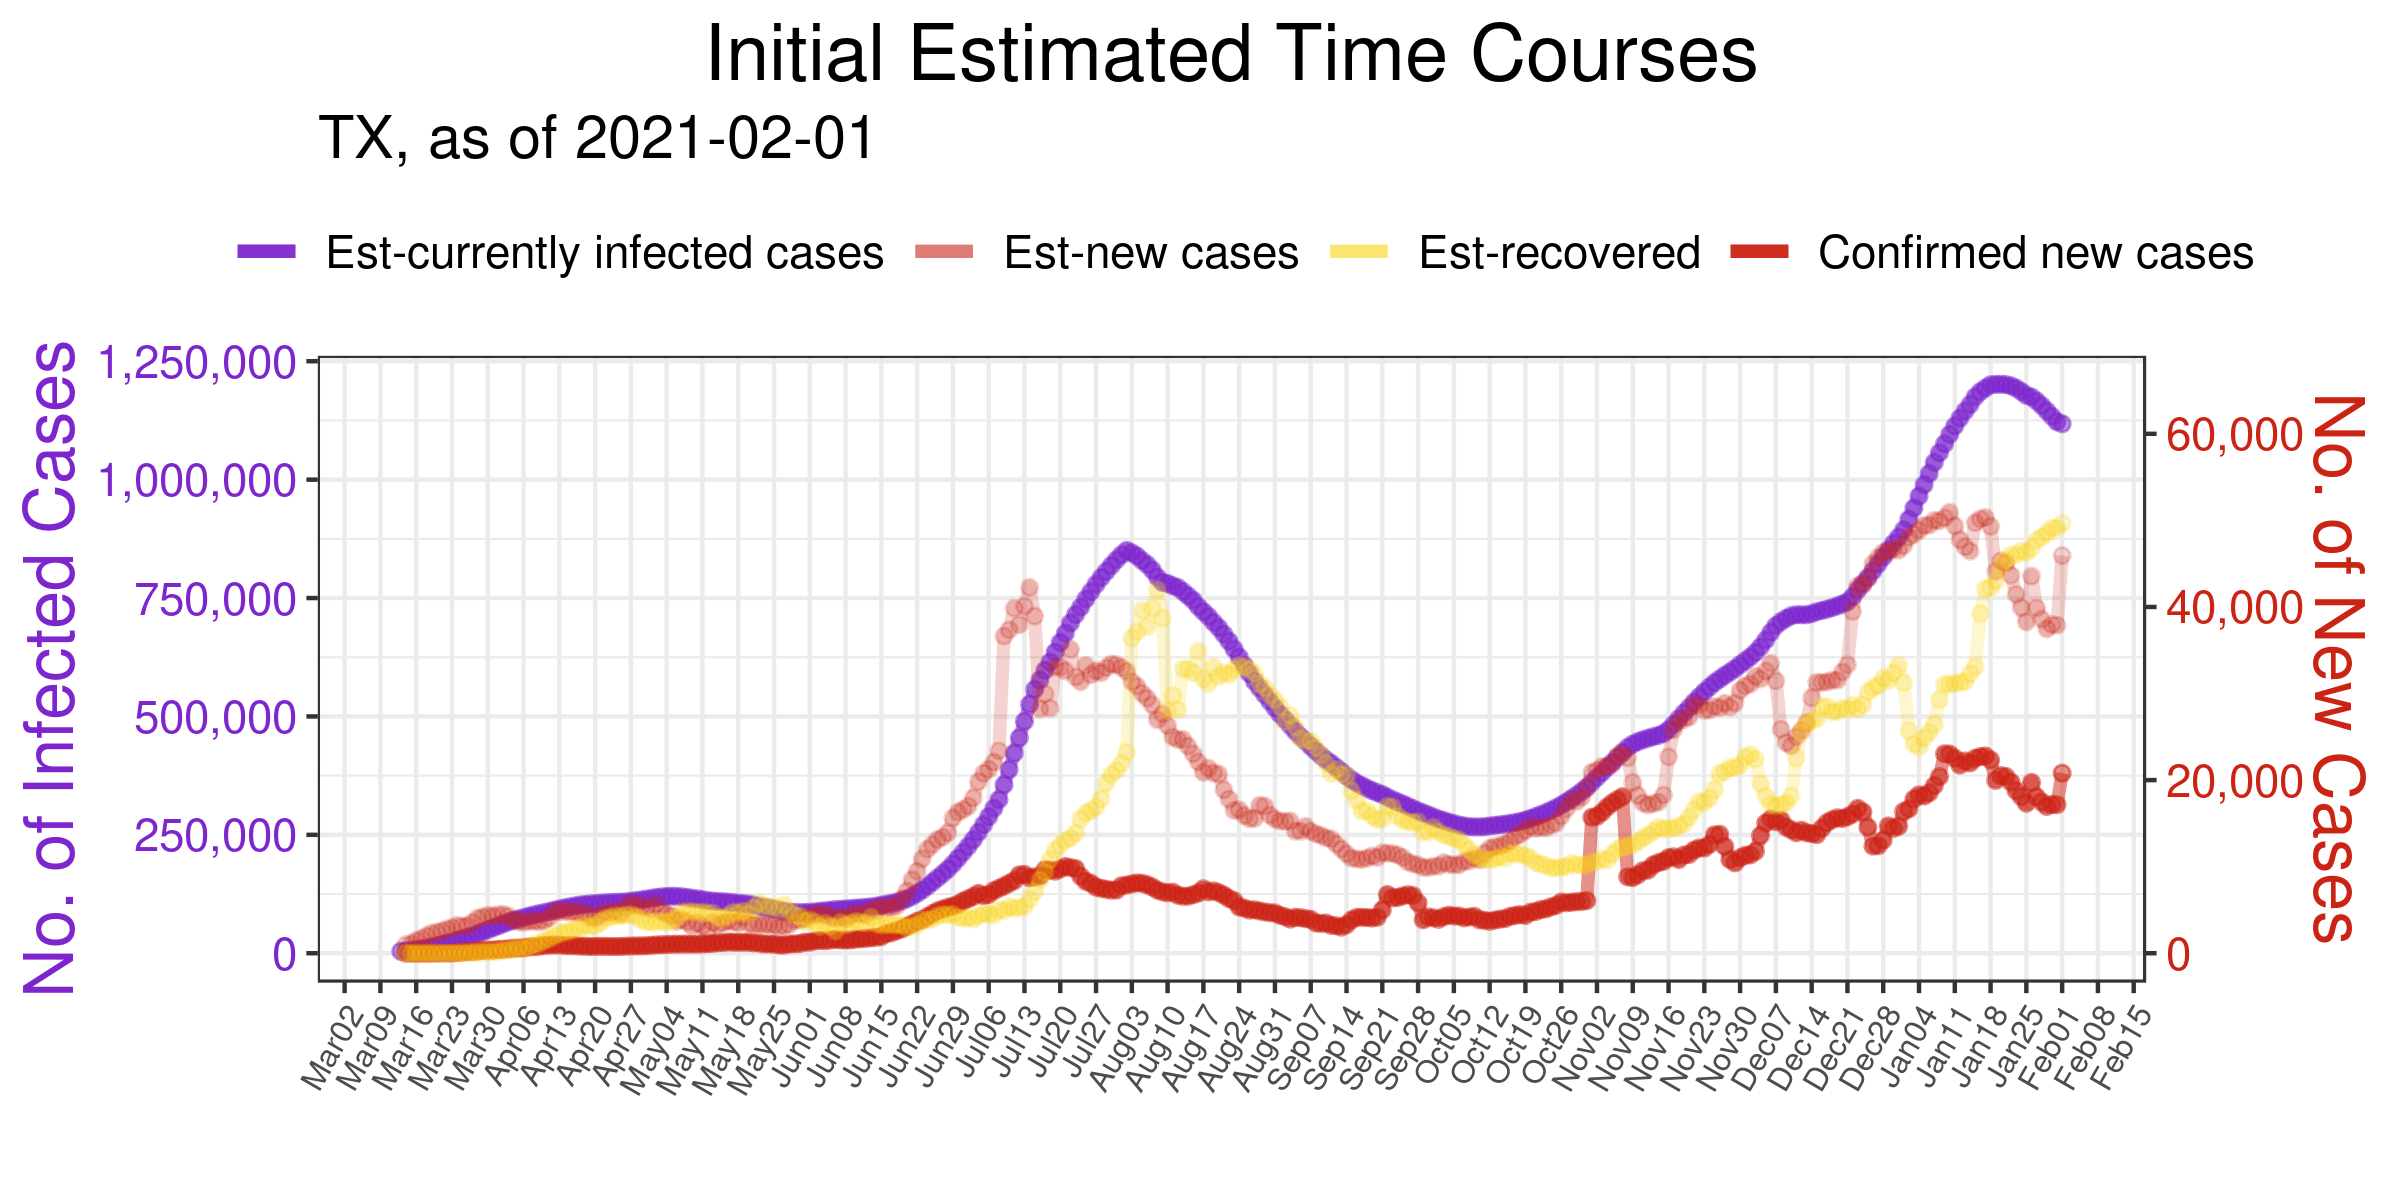 Initial Estimated Time Courses
TX, as of 2021-02-01
Est-currently infected cases Est-new cases Est-recovered Confirmed new cases
No. of Infected Cases
1,250,000
1,000,000
750,000
500,000
250,000
0
60,000
40,000
20,000
0
No. of New Cases
Mar02 Mar09 Mar16 Mar23 Mar30 Apr06 Apr13 Apr20 Apr27 May04 May11 May18 May25 Jun01 Jun08 Jun15 Jun22 Jun29 Jul06 Jul13 Jul20 Jul27 Aug03 Aug10 Aug17 Aug24 Aug31 Sep07 Sep14 Sep21 Sep28 Oct05 Oct12 Oct19 Oct26 Nov02 Nov09 Nov16 Nov23 Nov30 Dec07 Dec14 Dec21 Dec28 Jan04 Jan11 Jan18 Jan25 Feb01 Feb08 Feb15